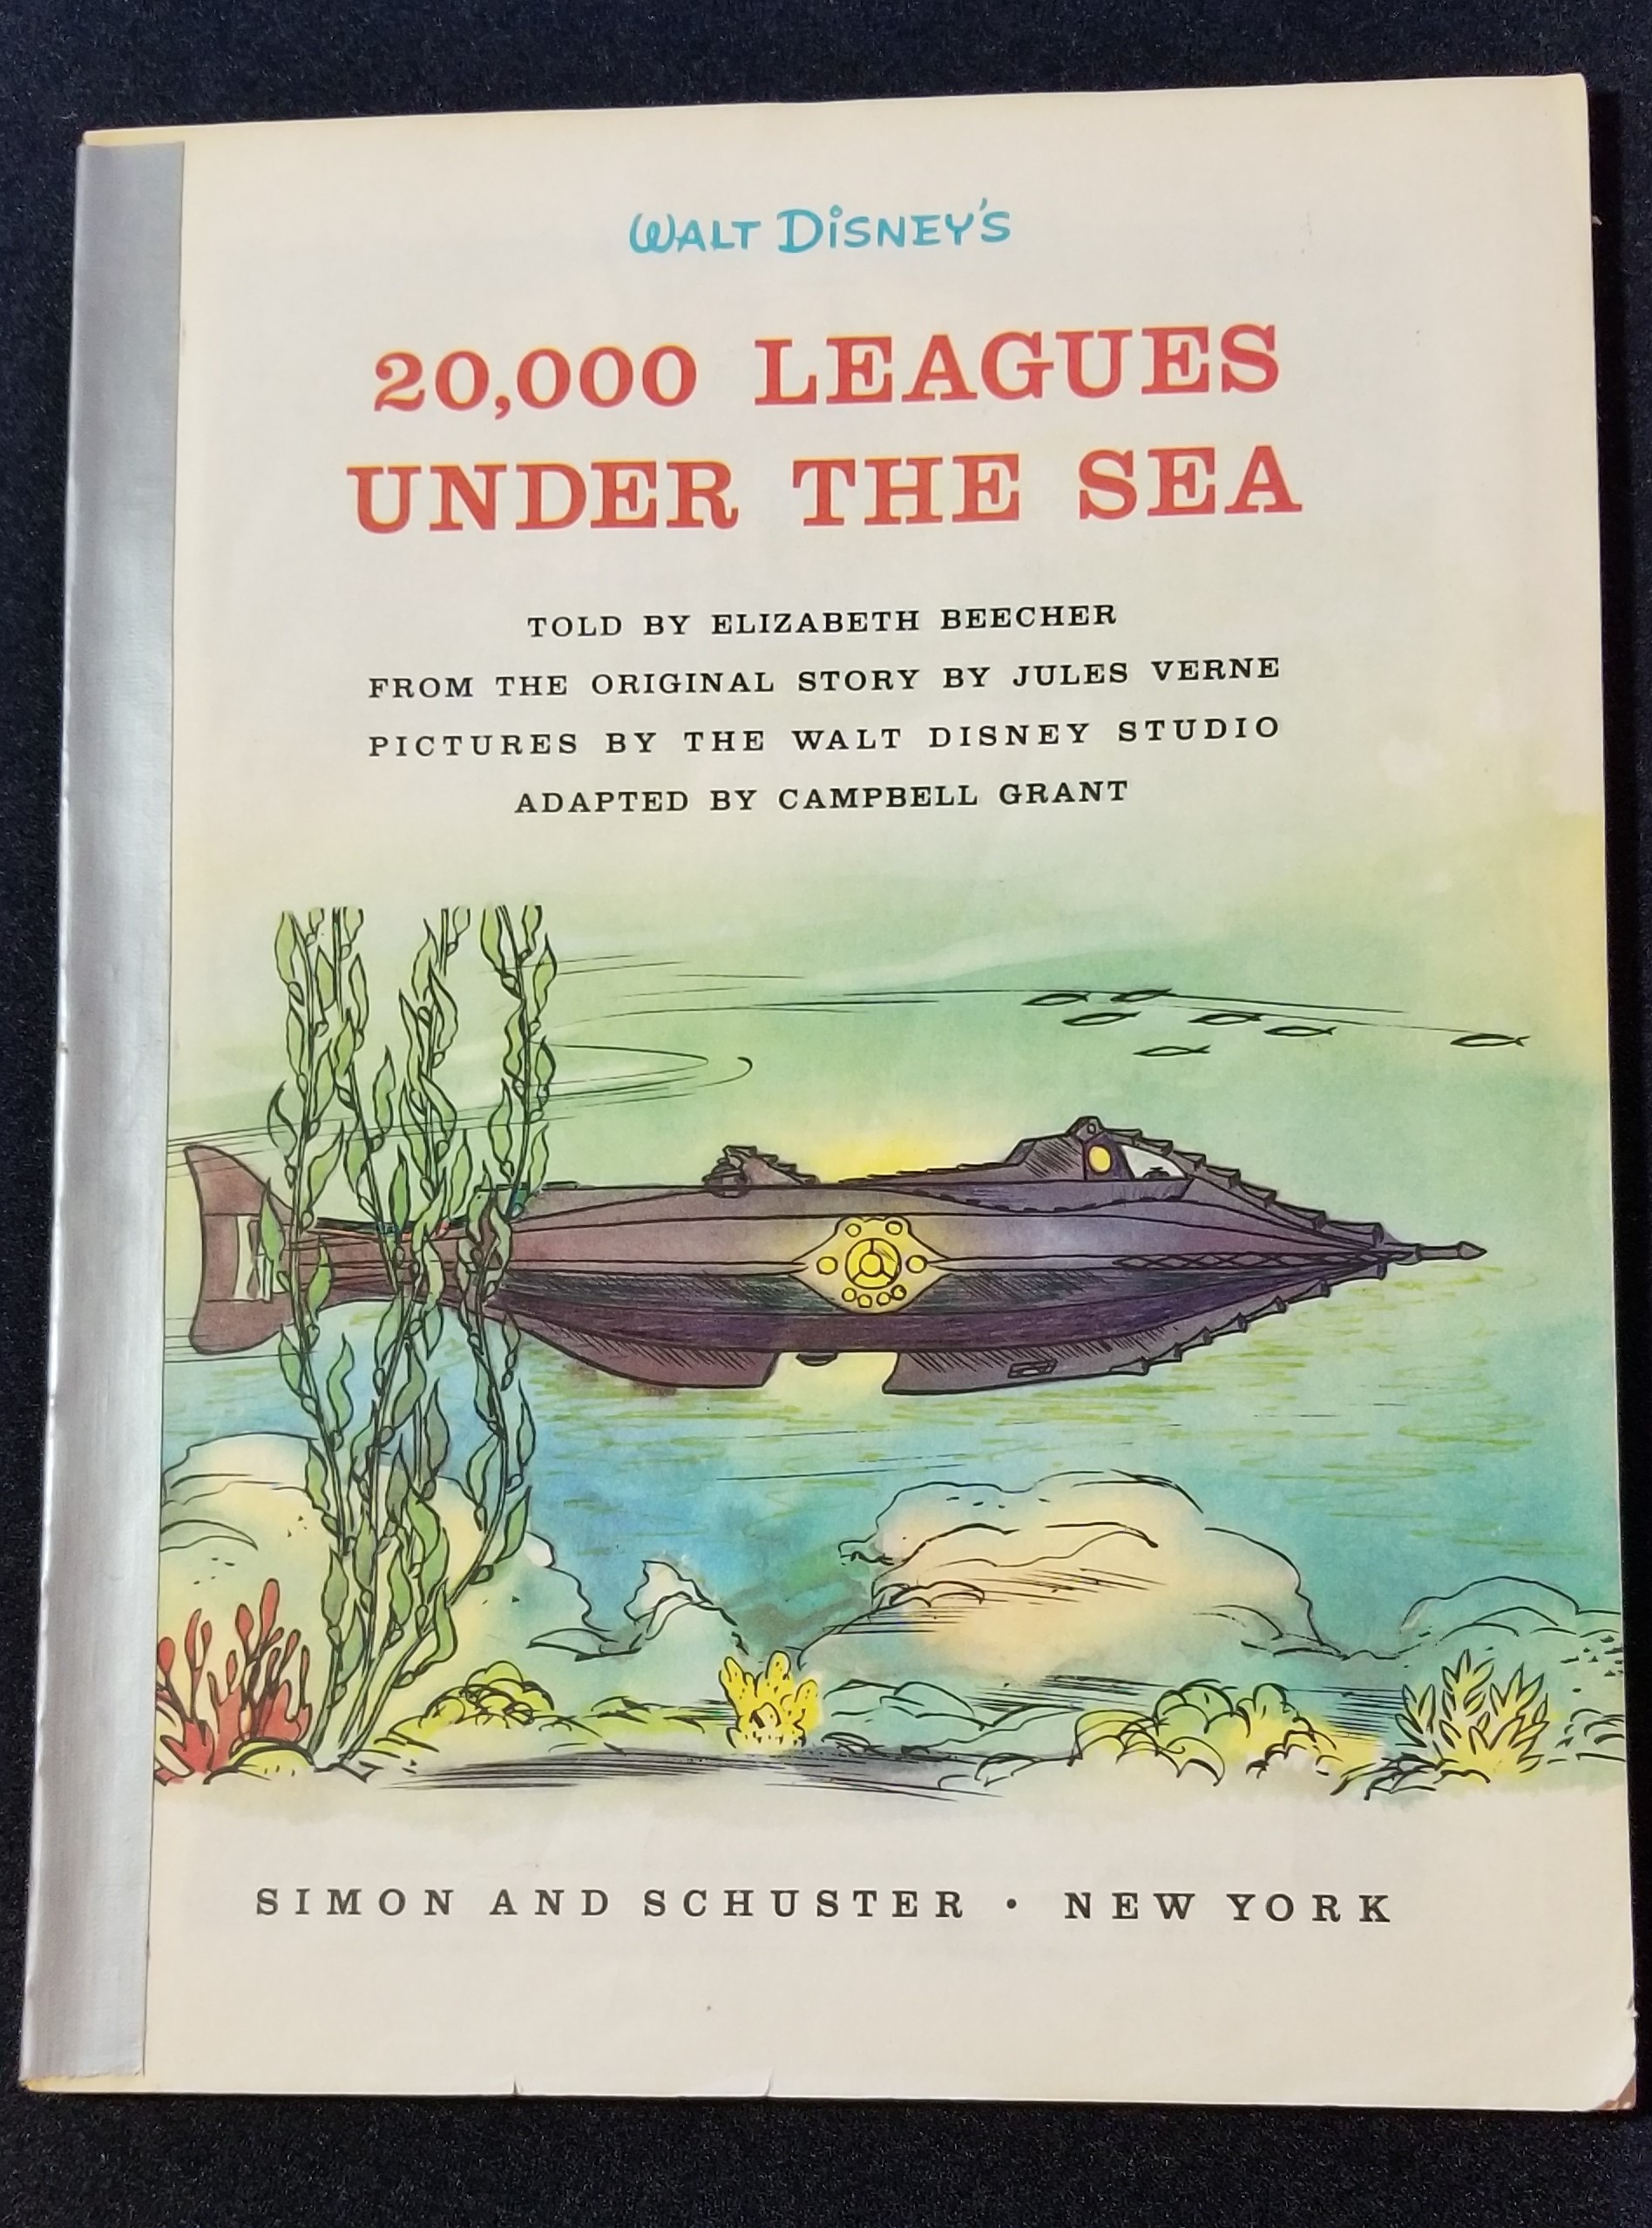 WALT DiSNEY'S
20,000 LEAGUES
UNDER THE SEA
TOLD BY ELIZABETH BEECHER
FROM THE ORIGINAL STORY BY JULES VERNE
PICTURES BY THE WALT DISNEY STUDIO
ADAPTED BY CAMPBELL GRANT
SIMON AND SCHUSTER • NEW YORK